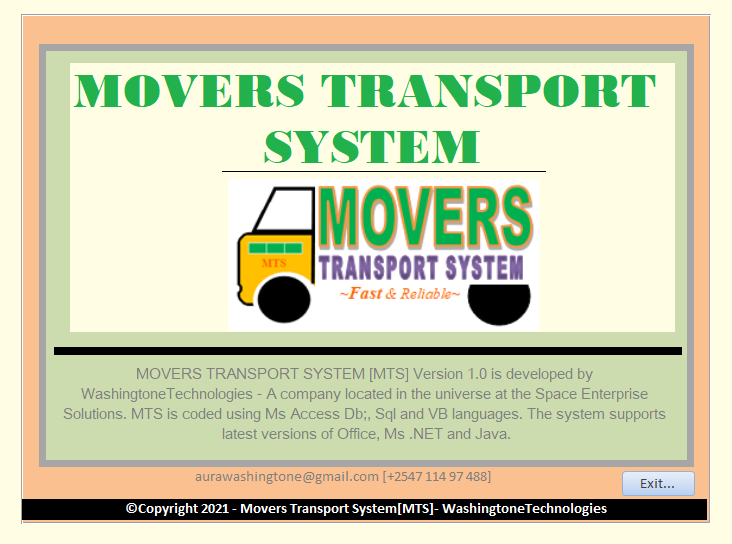 MOVERS TRANSPORT
SYSTEM
MOVERS
TRANSPORT SYSTEM
MTS
~Fast & Reliable~
MOVERS TRANSPORT SYSTEM [MTS] Version 1.0 is developed by
WashingtoneTechnologies - A company located in the universe at the Space Enterprise
Solutions. MTS is coded using Ms Access Db;, Sql and VB languages. The system supports
latest versions of Office, Ms .NET and Java.
aurawashingtone@gmail.com [+2547 114 97 488]
Exit...
©Copyright 2021 - Movers Transport System[MTS]- WashingtoneTechnologies